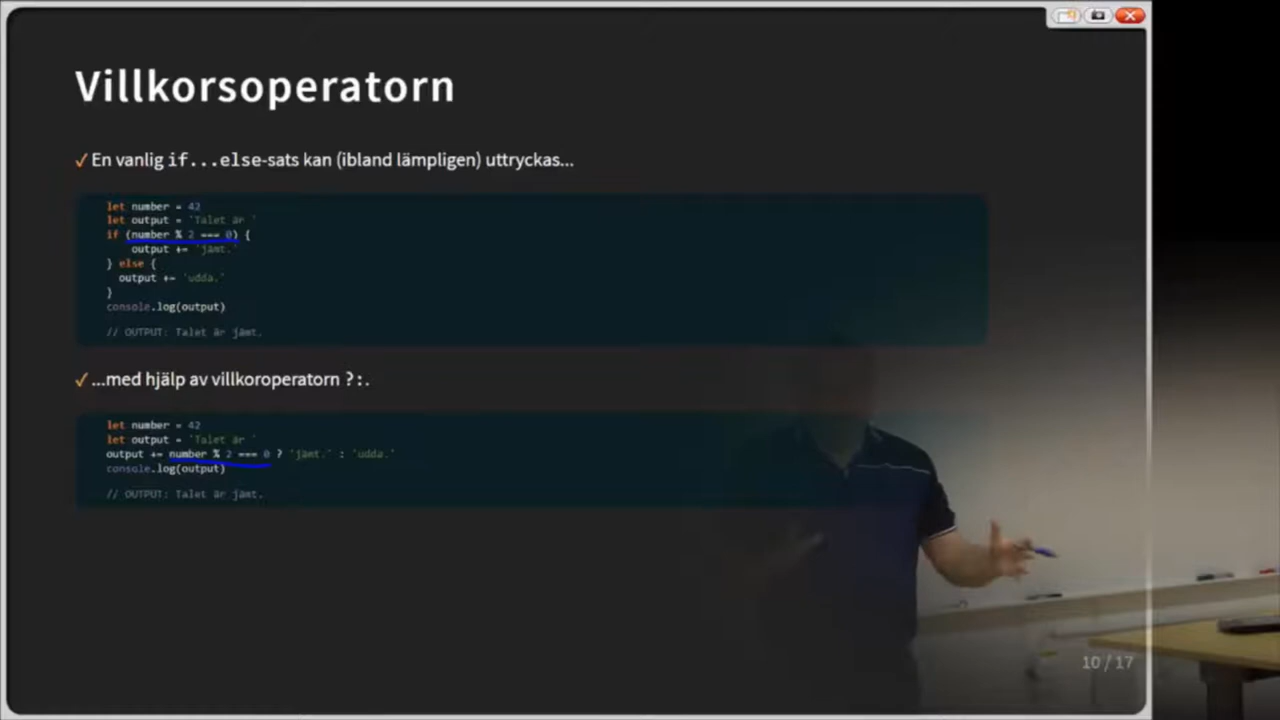 Villkorsoperatorn
✓ En vanlig if...else-sats kan (ibland lämpligen) uttryckas...
let number = 42
let output = 'Talet är '
if (number % 2 === 0) {
output += 'jämt.'
} else {
output += 'udda.'
}
console.log(output)
// OUTPUT: Talet är jämt.
✓ ...med hjälp av villkoroperatorn ?:.
let number = 42
let output = 'Talet är '
output += number % 2 === 0 ? 'jämt.' : 'udda.'
console.log(output)
// OUTPUT: Talet är jämt.
10 / 17